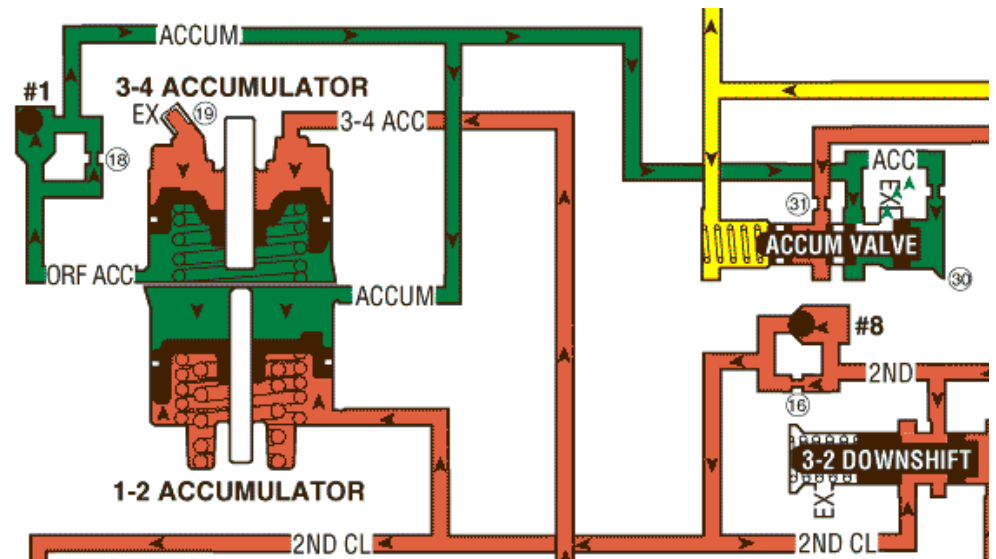 ACCUM
#1
3-4 ACCUMULATOR
EX
19
3-4 ACC
18
ACC
EX
31
ACCUM VALVE
30
ORF ACC
ACCUM
#8
2ND
16
3-2 DOWNSHIFT
EX
1-2 ACCUMULATOR
2ND CL
2ND CL